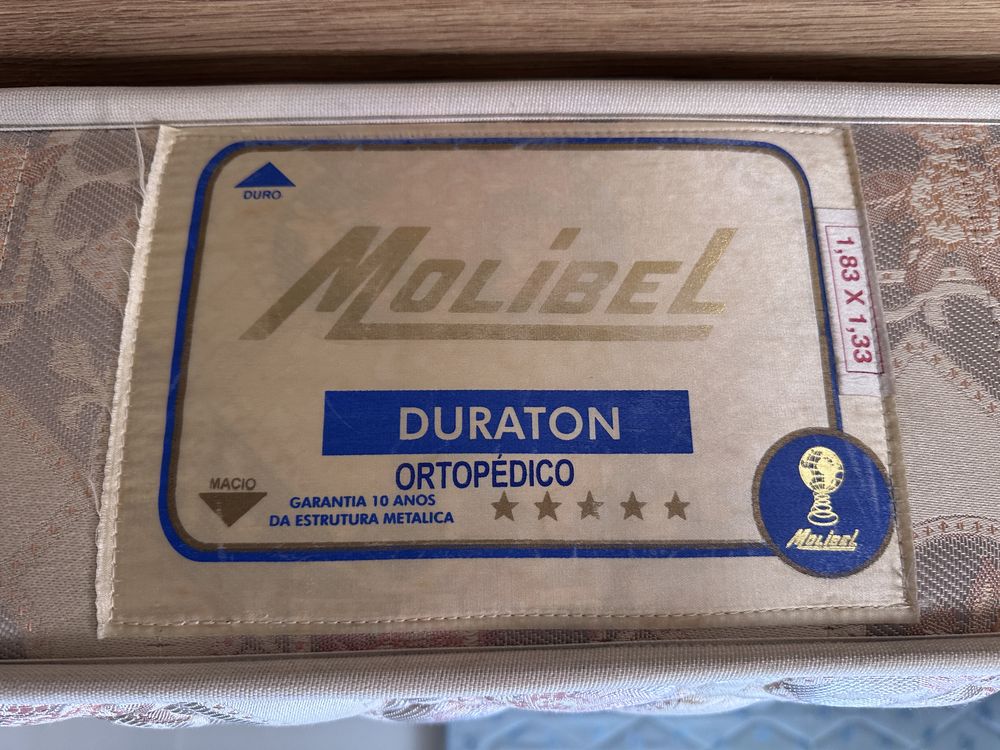 DURO
MOLIBEL
1,83 X 1,33
DURATON
ORTOPÉDICO
MACIO
GARANTIA 10 ANOS
DA ESTRUTURA METALICA
MOLIBEL